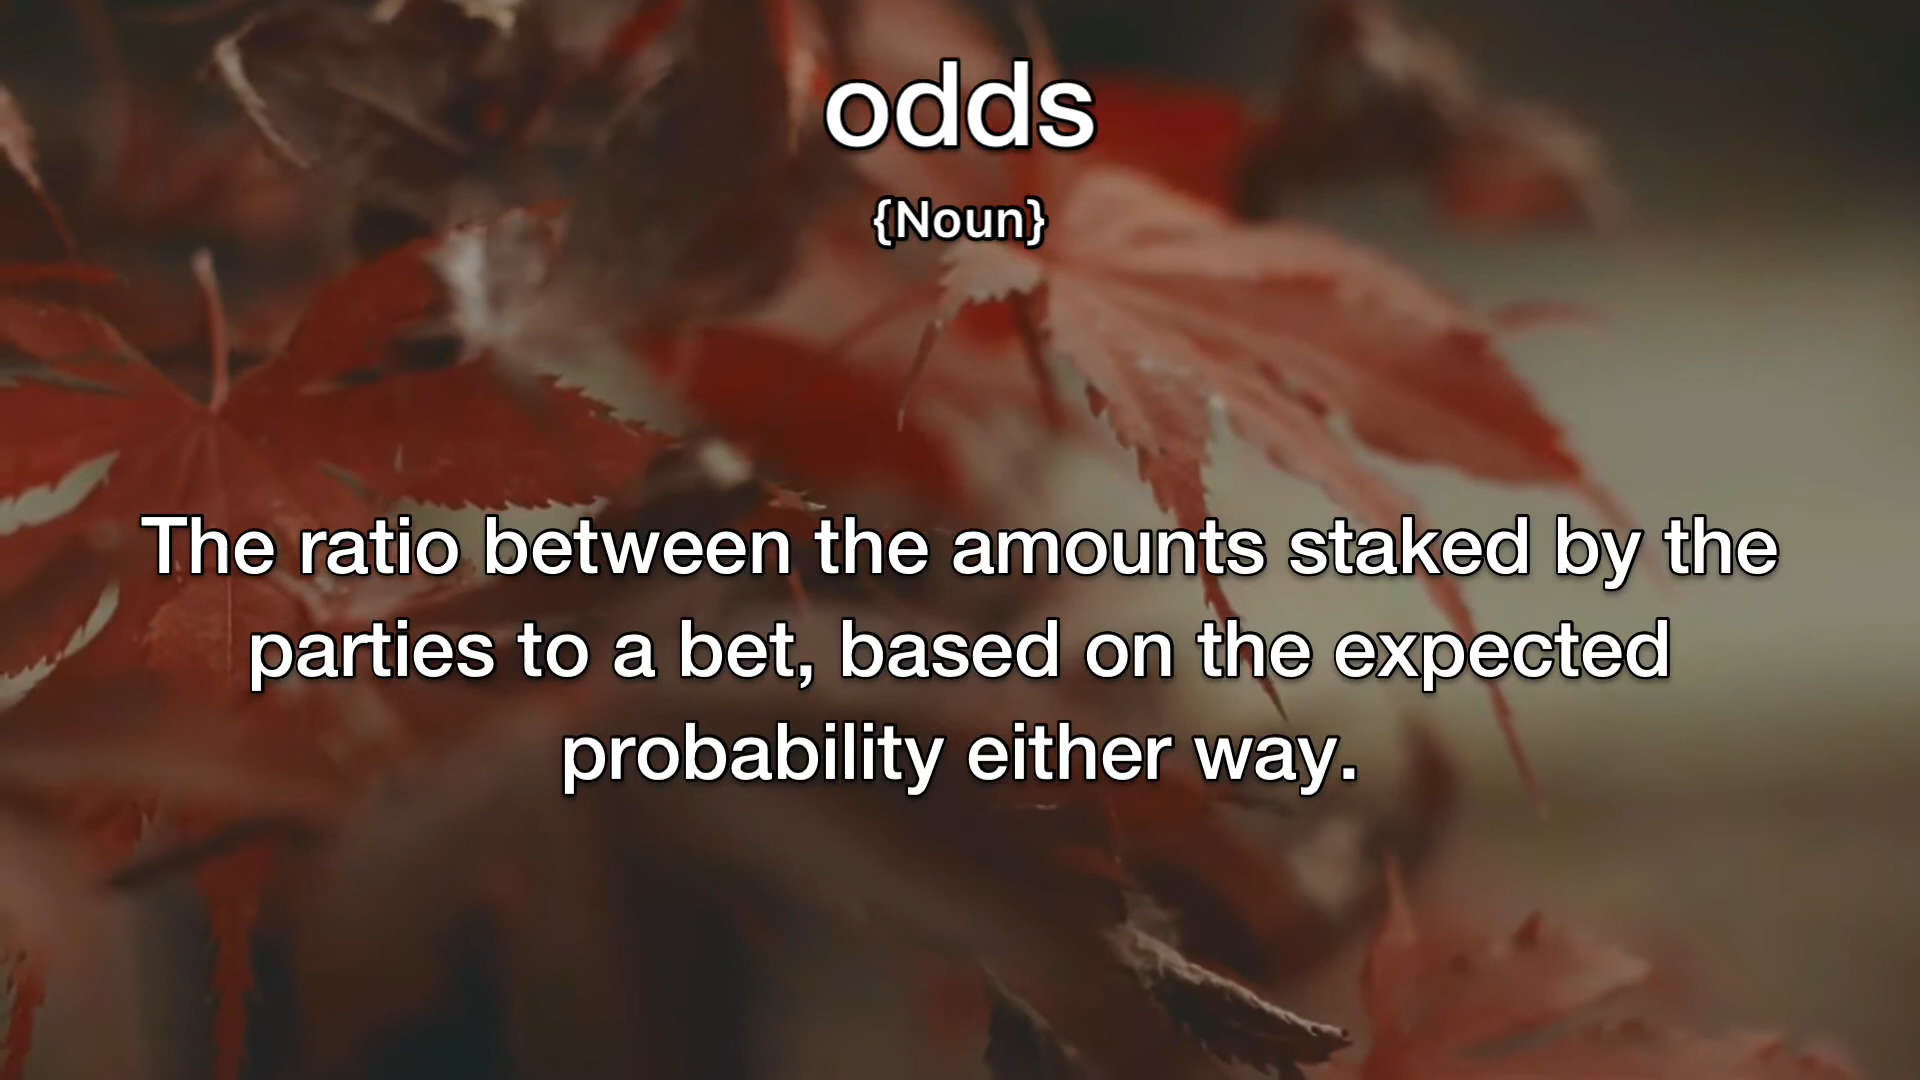 odds
{Noun}
The ratio between the amounts staked by the
parties to a bet, based on the expected
probability either way.